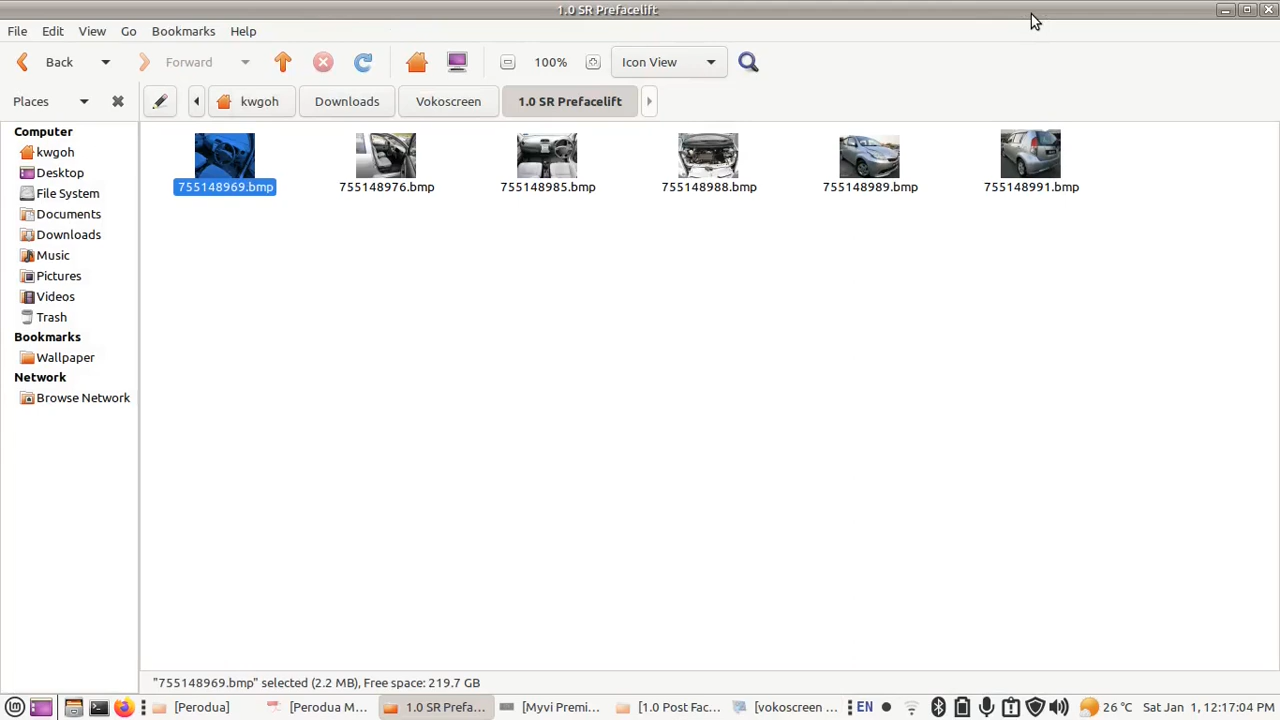 1.0 SR Prefacelift
File Edit View Go Bookmarks Help
Back Forward 100% Icon View
Places kwgoh Downloads Vokoscreen 1.0 SR Prefacelift
Computer
kwgoh
Desktop
File System
Documents
Downloads
Music
Pictures
Videos
Trash
Bookmarks
Wallpaper
Network
Browse Network
755148969.bmp 755148976.bmp 755148985.bmp 755148988.bmp 755148989.bmp 755148991.bmp
"755148969.bmp" selected (2.2 MB), Free space: 219.7 GB
[Perodua] [Perodua M... 1.0 SR Prefa... [Myvi Premi... [1.0 Post Fac... [vokoscreen ... EN 26 °C Sat Jan 1, 12:17:04 PM